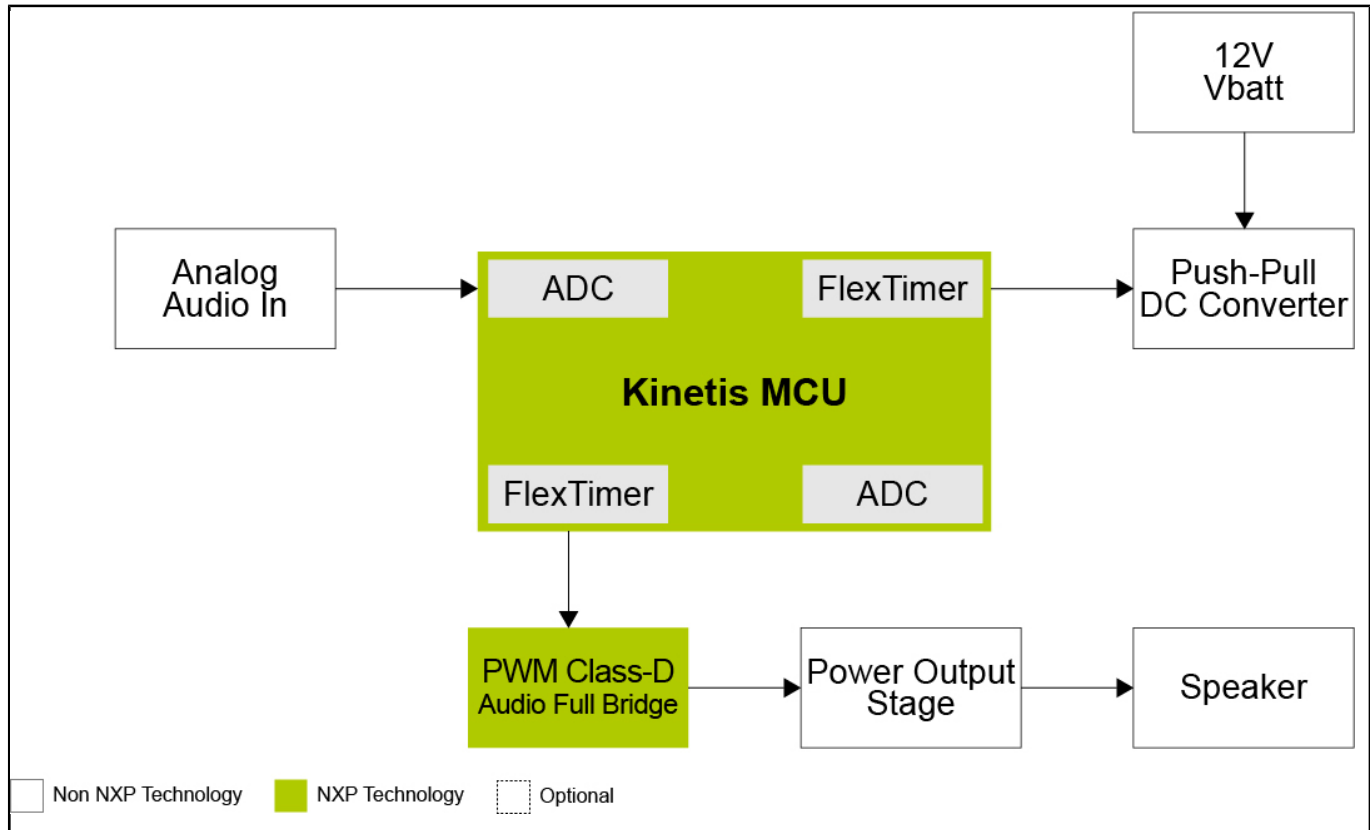 12V
Vbatt
Analog
Audio In
ADC
FlexTimer
Push-Pull
DC Converter
Kinetis MCU
FlexTimer
ADC
PWM Class-D
Audio Full Bridge
Power Output
Stage
Speaker
Non NXP Technology
NXP Technology
Optional